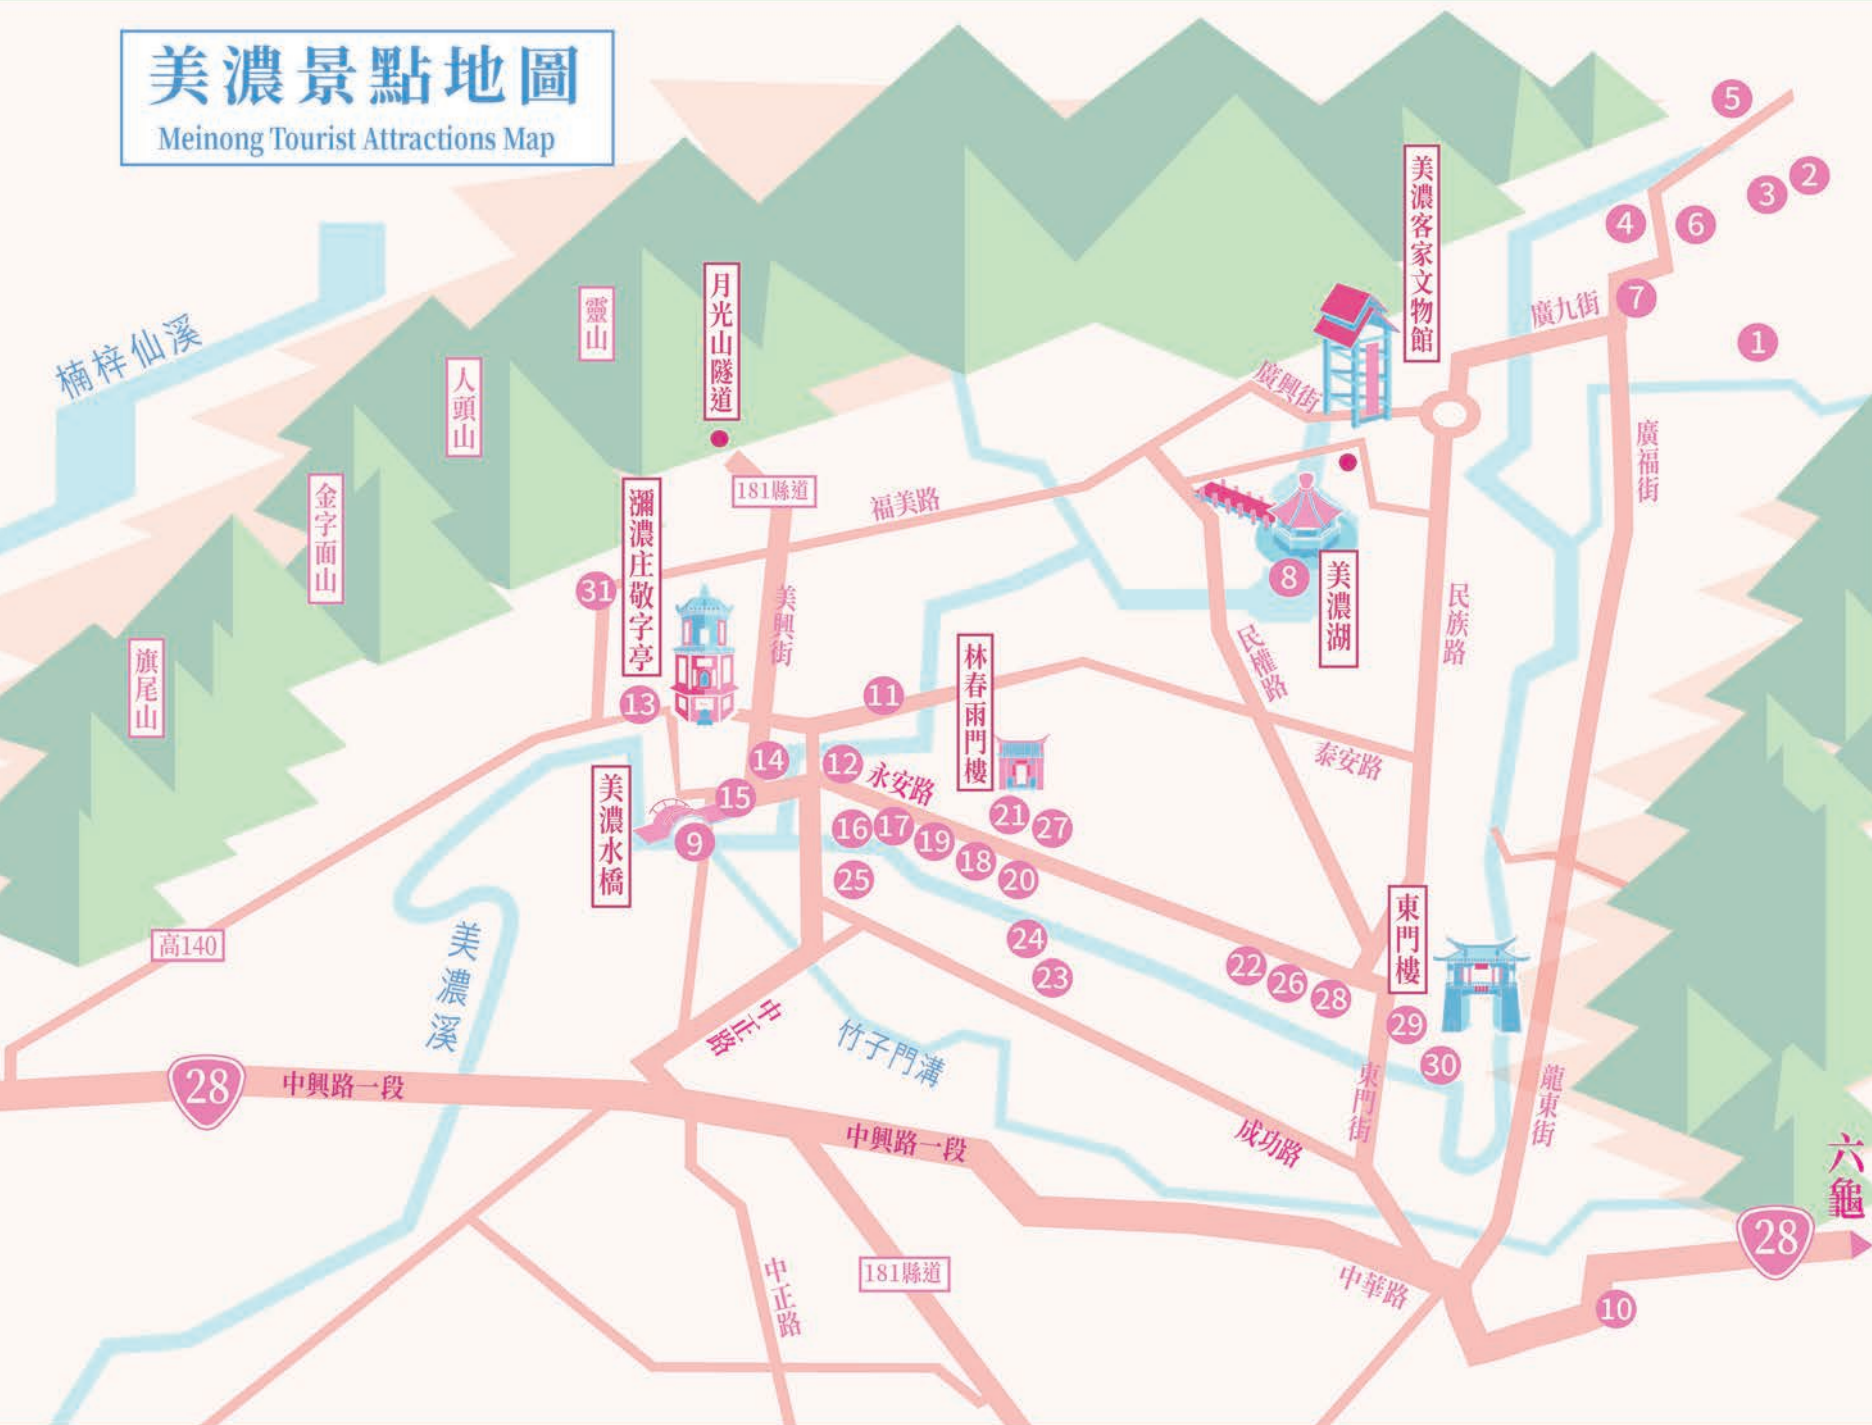 美濃景點地圖
Meinong Tourist Attractions Map
5
2
3
4
6
7
1
美濃客家文物館
廣九街
楠梓仙溪
靈山
月光山隧道
人頭山
廣興街
廣福街
金字面山
瀰濃庄敬字亭
181縣道
福美路
8
美濃湖
31
美興街
民族路
民權路
旗尾山
13
11
林春雨門樓
泰安路
14
12
永安路
美濃水橋
15
9
16
17
19
18
20
21
27
25
24
23
22
26
28
東門樓
29
30
高140
美濃溪
中正路
竹子門溝
東門街
龍東街
28
中興路一段
中興路一段
成功路
六龜
28
中正路
181縣道
中華路
10